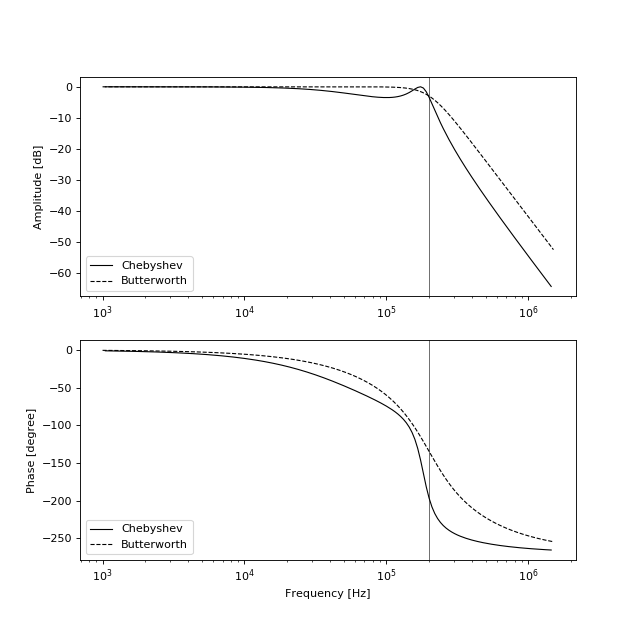 Amplitude [dB]
0
−10
−20
−30
−40
−50
−60
Chebyshev
Butterworth
10³ 10⁴ 10⁵ 10⁶
Phase [degree]
0
−50
−100
−150
−200
−250
Chebyshev
Butterworth
10³ 10⁴ 10⁵ 10⁶
Frequency [Hz]